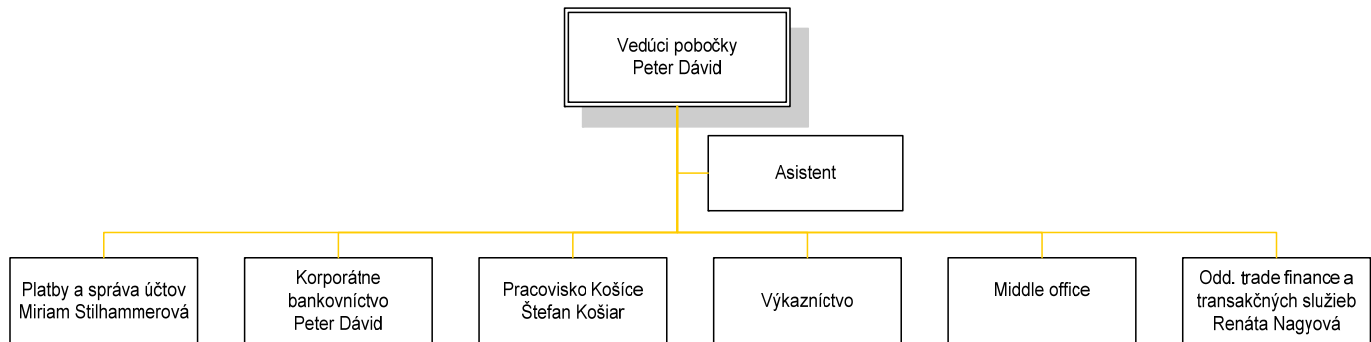 Vedúci pobočky
Peter Dávid
Asistent
Platby a správa účtov
Miriam Stilhammerová
Korporátne
bankovníctvo
Peter Dávid
Pracovisko Košice
Štefan Košiar
Výkazníctvo
Middle office
Odd. trade finance a
transakčných služieb
Renáta Nagyová